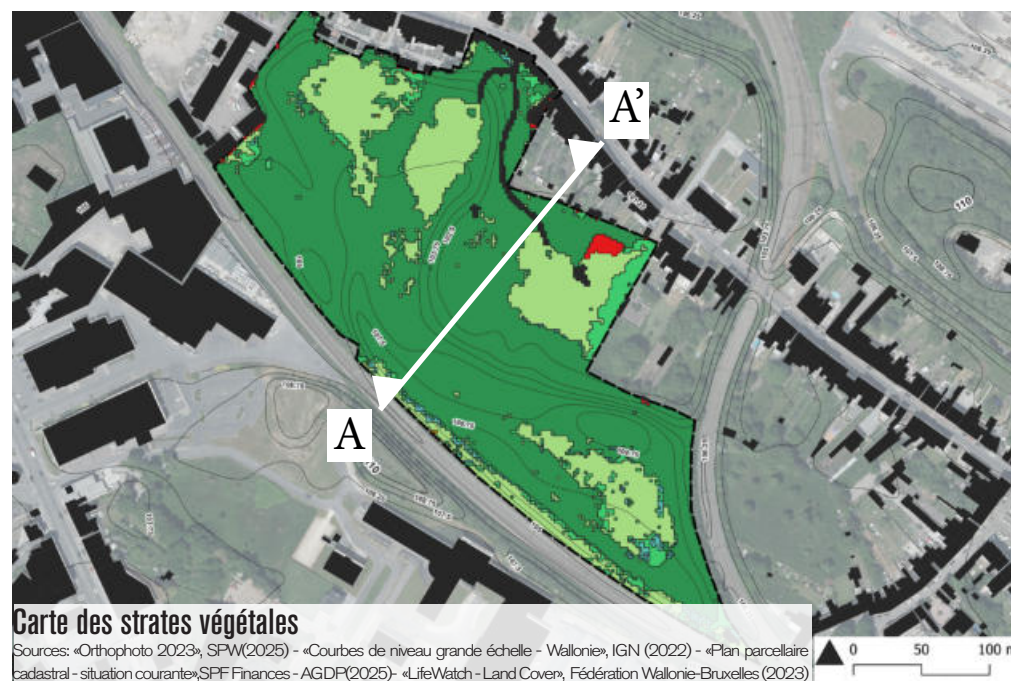 A'
A
110
Carte des strates végétales
Sources: «Orthophoto 2023», SPW(2025) - «Courbes de niveau grande échelle - Wallonie», IGN (2022) - «Plan parcellaire
cadastral - situation courante»,SPF Finances - AGDP(2025)- «LifeWatch - Land Cover», Fédération Wallonie-Bruxelles (2023)
0 50 100 m